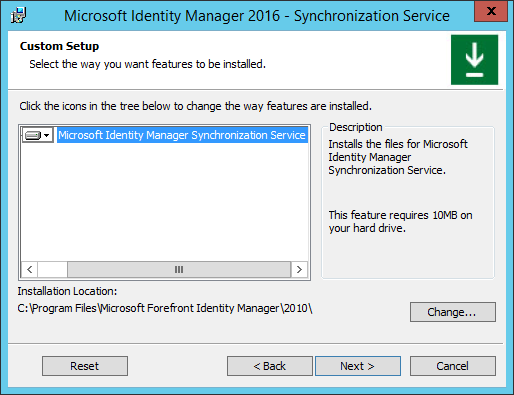 Microsoft Identity Manager 2016 - Synchronization Service
x
Custom Setup
Select the way you want features to be installed.
Click the icons in the tree below to change the way features are installed.
Microsoft Identity Manager Synchronization Service
Description
Installs the files for Microsoft
Identity Manager
Synchronization Service.
This feature requires 10MB on
your hard drive.
Installation Location:
C:\Program Files\Microsoft Forefront Identity Manager\2010\
Change...
Reset
< Back
Next >
Cancel